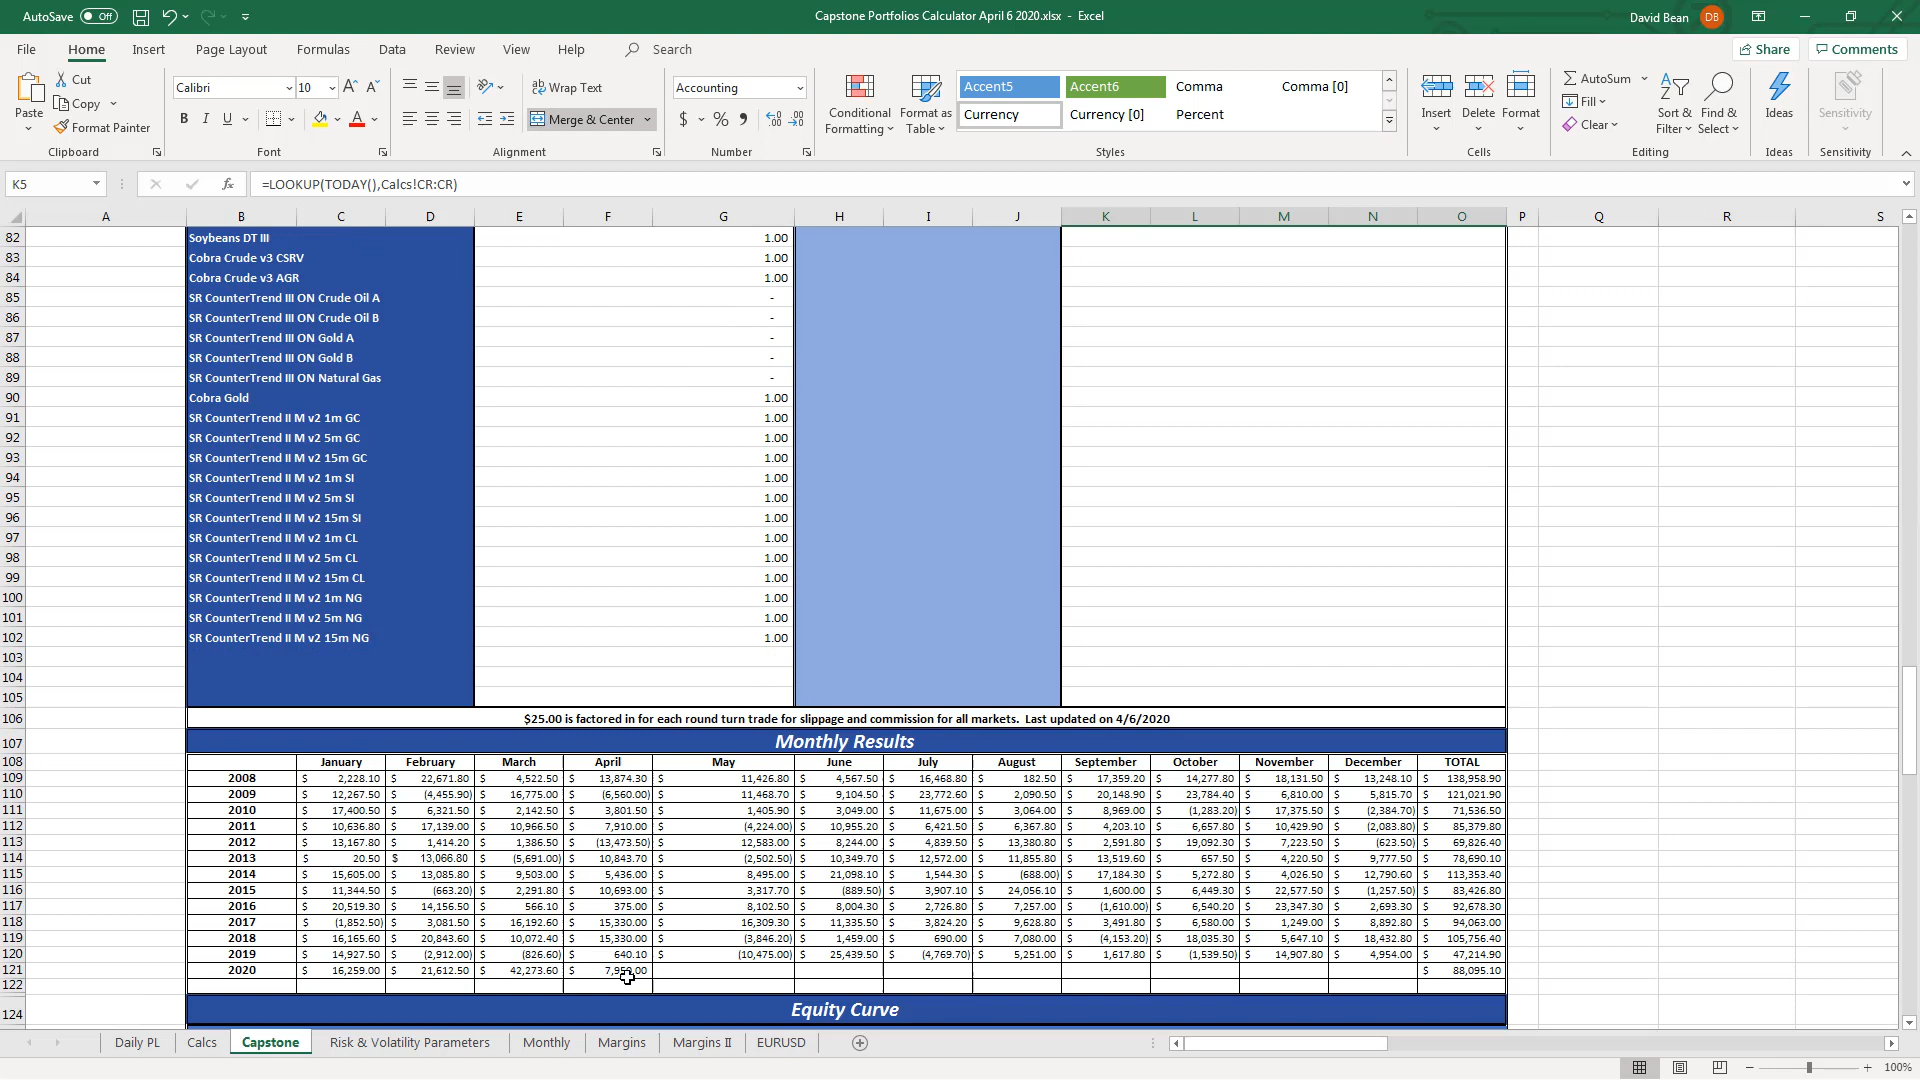 AutoSave Off Capstone Portfolios Calculator April 6 2020.xlsx - Excel David Bean DB
File Home Insert Page Layout Formulas Data Review View Help Search Share Comments
Paste Cut Copy Format Painter Clipboard
Calibri 10 Font
Wrap Text Merge & Center Alignment
Accounting $ % Number
Conditional Formatting Format as Table Accent5 Accent6 Comma Comma [0] Currency Currency [0] Percent Styles
Insert Delete Format Cells
AutoSum Fill Clear Sort & Filter Find & Select Editing
Ideas Ideas Sensitivity Sensitivity
K5 fx =LOOKUP(TODAY(),Calcs!CR:CR)
A B C D E F G H I J K L M N O P Q R S
82 Soybeans DT III 1.00
83 Cobra Crude v3 CSRV 1.00
84 Cobra Crude v3 AGR 1.00
85 SR CounterTrend III ON Crude Oil A -
86 SR CounterTrend III ON Crude Oil B -
87 SR CounterTrend III ON Gold A -
88 SR CounterTrend III ON Gold B -
89 SR CounterTrend III ON Natural Gas -
90 Cobra Gold 1.00
91 SR CounterTrend II M v2 1m GC 1.00
92 SR CounterTrend II M v2 5m GC 1.00
93 SR CounterTrend II M v2 15m GC 1.00
94 SR CounterTrend II M v2 1m SI 1.00
95 SR CounterTrend II M v2 5m SI 1.00
96 SR CounterTrend II M v2 15m SI 1.00
97 SR CounterTrend II M v2 1m CL 1.00
98 SR CounterTrend II M v2 5m CL 1.00
99 SR CounterTrend II M v2 15m CL 1.00
100 SR CounterTrend II M v2 1m NG 1.00
101 SR CounterTrend II M v2 5m NG 1.00
102 SR CounterTrend II M v2 15m NG 1.00
103
104
105
106 $25.00 is factored in for each round turn trade for slippage and commission for all markets. Last updated on 4/6/2020
107 Monthly Results
108 January February March April May June July August September October November December TOTAL
109 2008 $ 2,228.10 $ 22,671.80 $ 4,522.50 $ 13,874.30 $ 11,426.80 $ 4,567.50 $ 16,468.80 $ 182.50 $ 17,359.20 $ 14,277.80 $ 18,131.50 $ 13,248.10 $ 138,958.90
110 2009 $ 12,267.50 $ (4,455.90) $ 16,775.00 $ (6,560.00) $ 11,468.70 $ 9,104.50 $ 23,772.60 $ 2,090.50 $ 20,148.90 $ 23,784.40 $ 6,810.00 $ 5,815.70 $ 121,021.90
111 2010 $ 17,400.50 $ 6,321.50 $ 2,142.50 $ 3,801.50 $ 1,405.90 $ 3,049.00 $ 11,675.00 $ 3,064.00 $ 8,969.00 $ (1,283.20) $ 17,375.50 $ (2,384.70) $ 71,536.50
112 2011 $ 10,636.80 $ 17,139.00 $ 10,966.50 $ 7,910.00 $ (4,224.00) $ 10,955.20 $ 6,421.50 $ 6,367.80 $ 4,203.10 $ 6,657.80 $ 10,429.90 $ (2,083.80) $ 85,379.80
113 2012 $ 13,167.80 $ 1,414.20 $ 1,386.50 $ (13,473.50) $ 12,583.00 $ 8,244.00 $ 4,839.50 $ 13,380.80 $ 2,591.80 $ 19,092.30 $ 7,223.50 $ (623.50) $ 69,826.40
114 2013 $ 20.50 $ 13,066.80 $ (5,691.00) $ 10,843.70 $ (2,502.50) $ 10,349.70 $ 12,572.00 $ 11,855.80 $ 13,519.60 $ 657.50 $ 4,220.50 $ 9,777.50 $ 78,690.10
115 2014 $ 15,605.00 $ 13,085.80 $ 9,503.00 $ 5,436.00 $ 8,495.00 $ 21,098.10 $ 1,544.30 $ (688.00) $ 17,184.30 $ 5,272.80 $ 4,026.50 $ 12,790.60 $ 113,353.40
116 2015 $ 11,344.50 $ (663.20) $ 2,291.80 $ 10,693.00 $ 3,317.70 $ (889.50) $ 3,907.10 $ 24,056.10 $ 1,600.00 $ 6,449.30 $ 22,577.50 $ (1,257.50) $ 83,426.80
117 2016 $ 20,519.30 $ 14,156.50 $ 566.10 $ 375.00 $ 8,102.50 $ 8,004.30 $ 2,726.80 $ 7,257.00 $ (1,610.00) $ 6,540.20 $ 23,347.30 $ 2,693.30 $ 92,678.30
118 2017 $ (1,852.50) $ 3,081.50 $ 16,192.60 $ 15,330.00 $ 16,309.30 $ 11,335.50 $ 3,824.20 $ 9,628.80 $ 3,491.80 $ 6,580.00 $ 1,249.00 $ 8,892.80 $ 94,063.00
119 2018 $ 16,165.60 $ 20,843.60 $ 10,072.40 $ 15,330.00 $ (3,846.20) $ 1,459.00 $ 690.00 $ 7,080.00 $ (4,153.20) $ 18,035.30 $ 5,647.10 $ 18,432.80 $ 105,756.40
120 2019 $ 14,927.50 $ (2,912.00) $ (826.60) $ 640.10 $ (10,475.00) $ 25,439.50 $ (4,769.70) $ 5,251.00 $ 1,617.80 $ (1,539.50) $ 14,907.80 $ 4,954.00 $ 47,214.90
121 2020 $ 16,259.00 $ 21,612.50 $ 42,273.60 $ $ 88,095.10
122
124 Equity Curve
Daily PL Calcs Capstone Risk & Volatility Parameters Monthly Margins Margins II EURUSD
100%